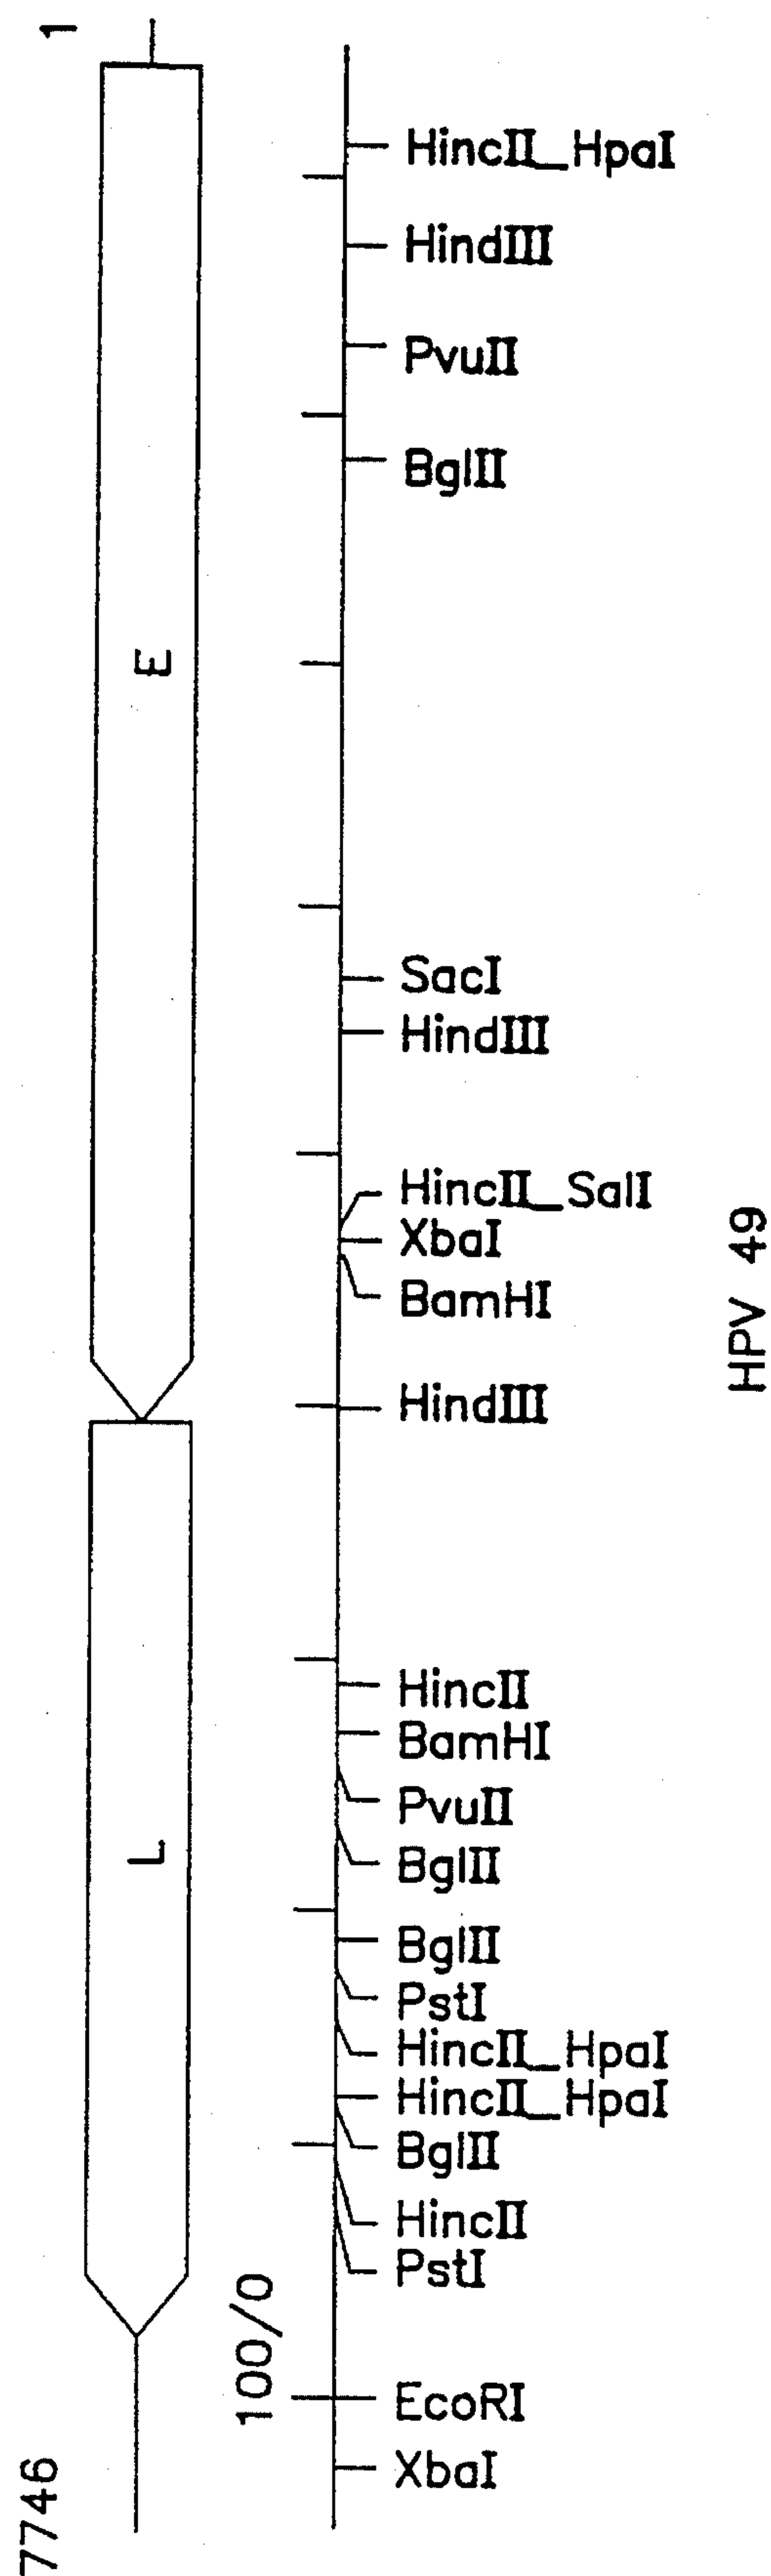 1
HincII_HpaI
HindIII
PvuII
BglII
E
SacI
HindIII
HincII_SalI
XbaI
BamHI
HPV 49
HindIII
HincII
BamHI
PvuII
L
BglII
BglII
PstI
HincII_HpaI
HincII_HpaI
BglII
HincII
PstI
100/0
EcoRI
XbaI
7746